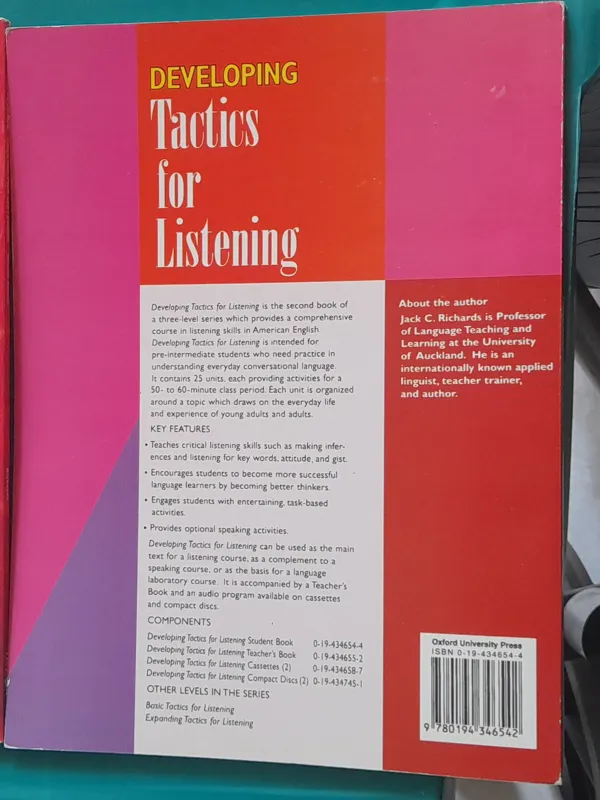 DEVELOPING
Tactics
for
Listening
Developing Tactics for Listening is the second book of
a three-level series which provides a comprehensive
course in listening skills in American English.
Developing Tactics for Listening is intended for
pre-intermediate students who need practice in
understanding everyday conversational language.
It contains 25 units, each providing activities for a
50- to 60-minute class period. Each unit is organized
around a topic which draws on the everyday life
and experience of young adults and adults.
KEY FEATURES
• Teaches critical listening skills such as making infer-
ences and listening for key words, attitude, and gist.
• Encourages students to become more successful
language learners by becoming better thinkers.
• Engages students with entertaining, task-based
activities.
• Provides optional speaking activities.
Developing Tactics for Listening can be used as the main
text for a listening course, as a complement to a
speaking course, or as the basis for a language
laboratory course. It is accompanied by a Teacher's
Book and an audio program available on cassettes
and compact discs.
COMPONENTS
Developing Tactics for Listening Student Book 0-19-434654-4
Developing Tactics for Listening Teacher's Book 0-19-434655-2
Developing Tactics for Listening Cassettes (2) 0-19-434658-7
Developing Tactics for Listening Compact Discs (2) 0-19-434745-1
OTHER LEVELS IN THE SERIES
Basic Tactics for Listening
Expanding Tactics for Listening
About the author
Jack C. Richards is Professor
of Language Teaching and
Learning at the University
of Auckland. He is an
internationally known applied
linguist, teacher trainer,
and author.
Oxford University Press
ISBN 0-19-434654-4
9 780194 346542